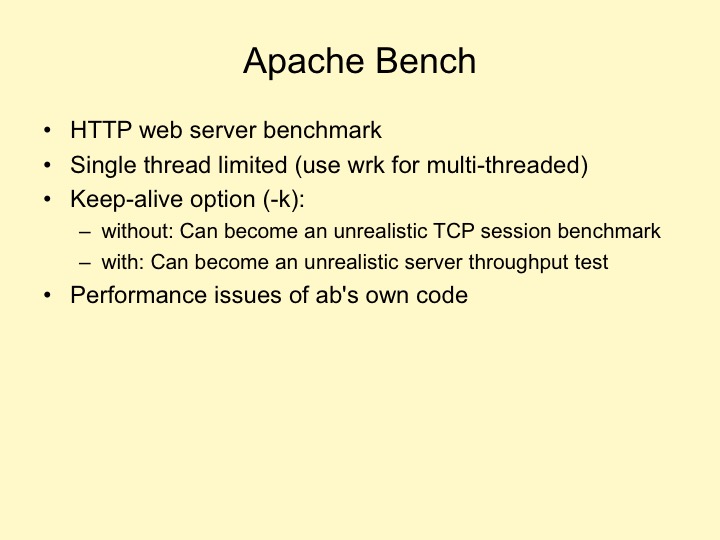 Apache Bench
• HTTP web server benchmark
• Single thread limited (use wrk for multi-threaded)
• Keep-alive option (-k):
– without: Can become an unrealistic TCP session benchmark
– with: Can become an unrealistic server throughput test
• Performance issues of ab's own code